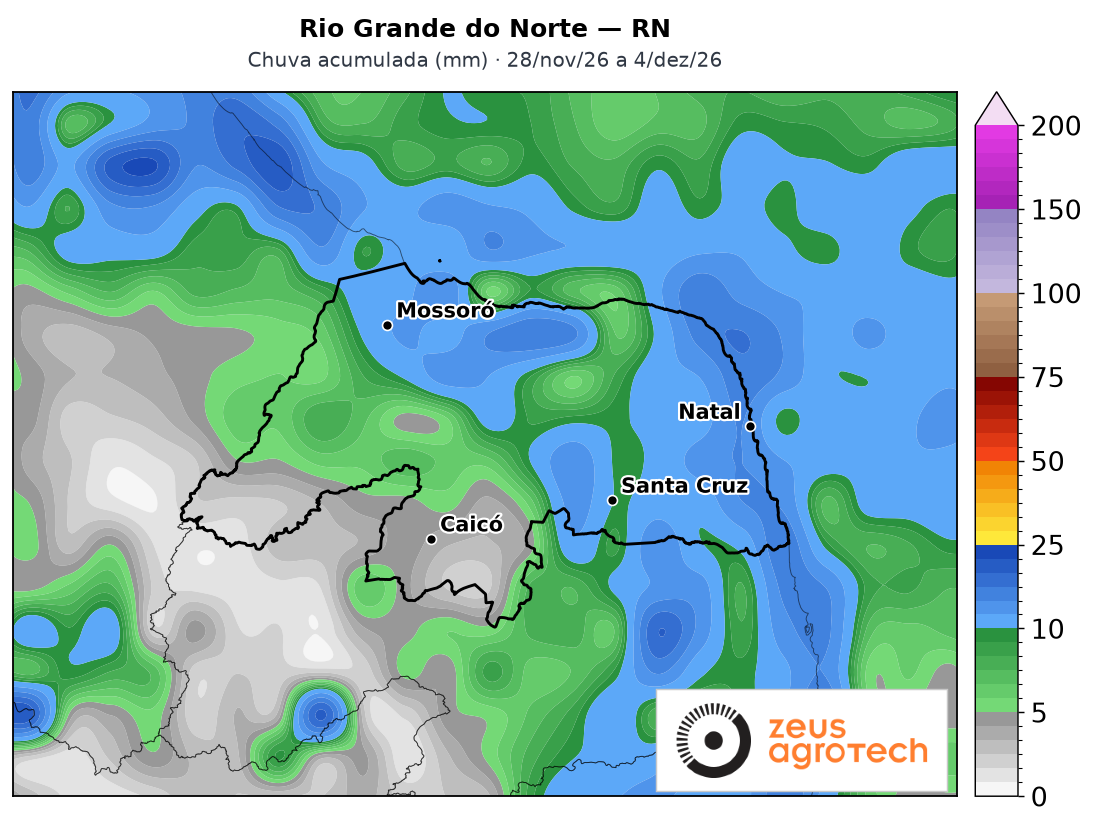 Rio Grande do Norte — RN
Chuva acumulada (mm) · 28/nov/26 a 4/dez/26
200
150
100
75
50
25
10
5
0
Mossoró
Natal
Santa Cruz
Caicó
zeus
agrotech